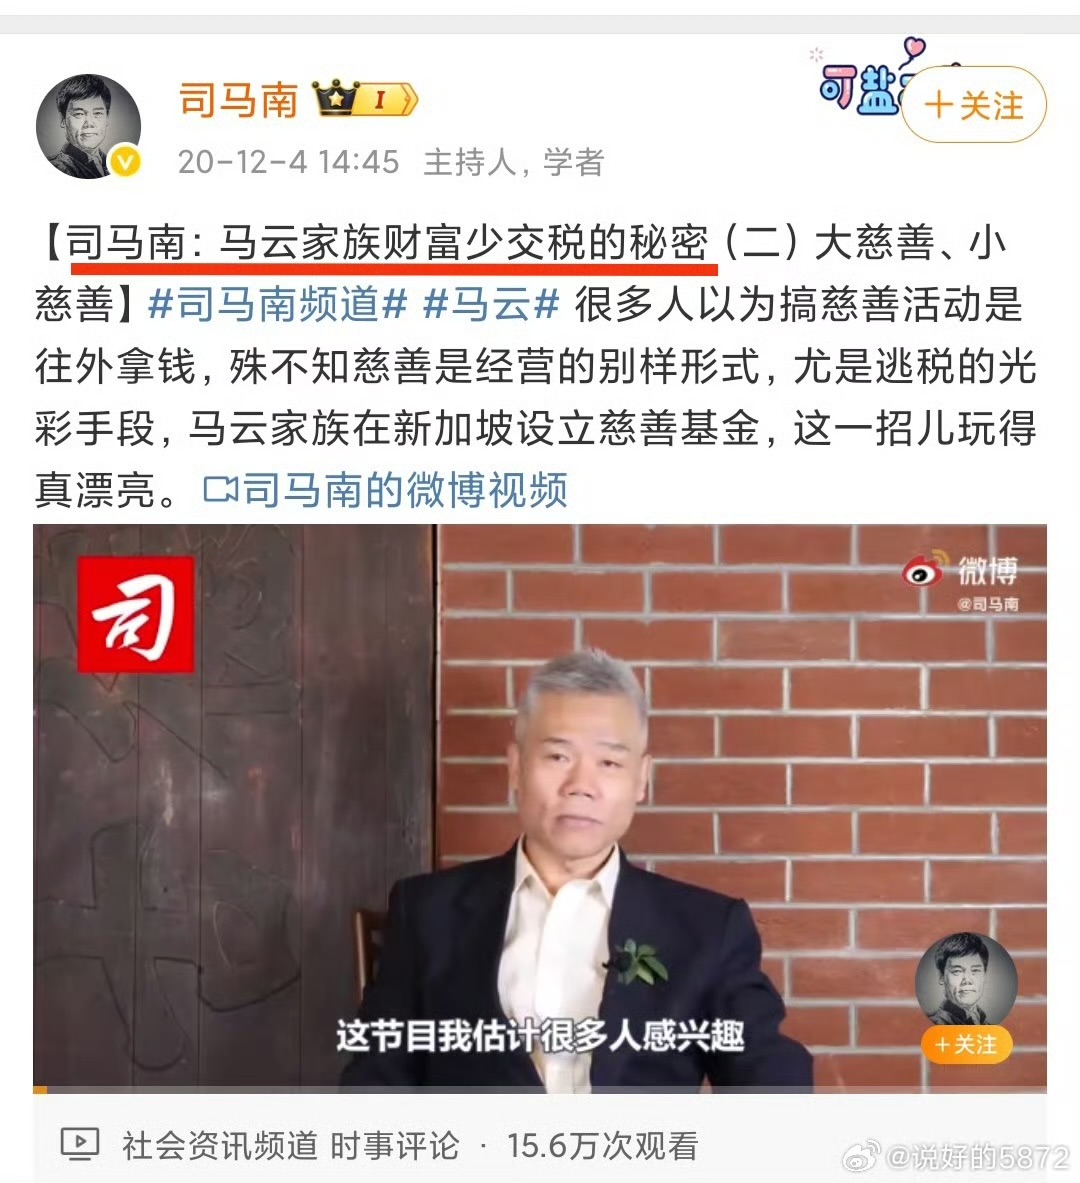 司马南
I
可盐
＋关注
20-12-4 14:45 主持人，学者
【司马南：马云家族财富少交税的秘密（二）大慈善、小
慈善】#司马南频道# #马云# 很多人以为搞慈善活动是
往外拿钱，殊不知慈善是经营的别样形式，尤是逃税的光
彩手段，马云家族在新加坡设立慈善基金，这一招儿玩得
真漂亮。司马南的微博视频
司
微博
@司马南
这节目我估计很多人感兴趣
＋关注
社会资讯频道 时事评论 · 15.6万次观看
@说好的5872